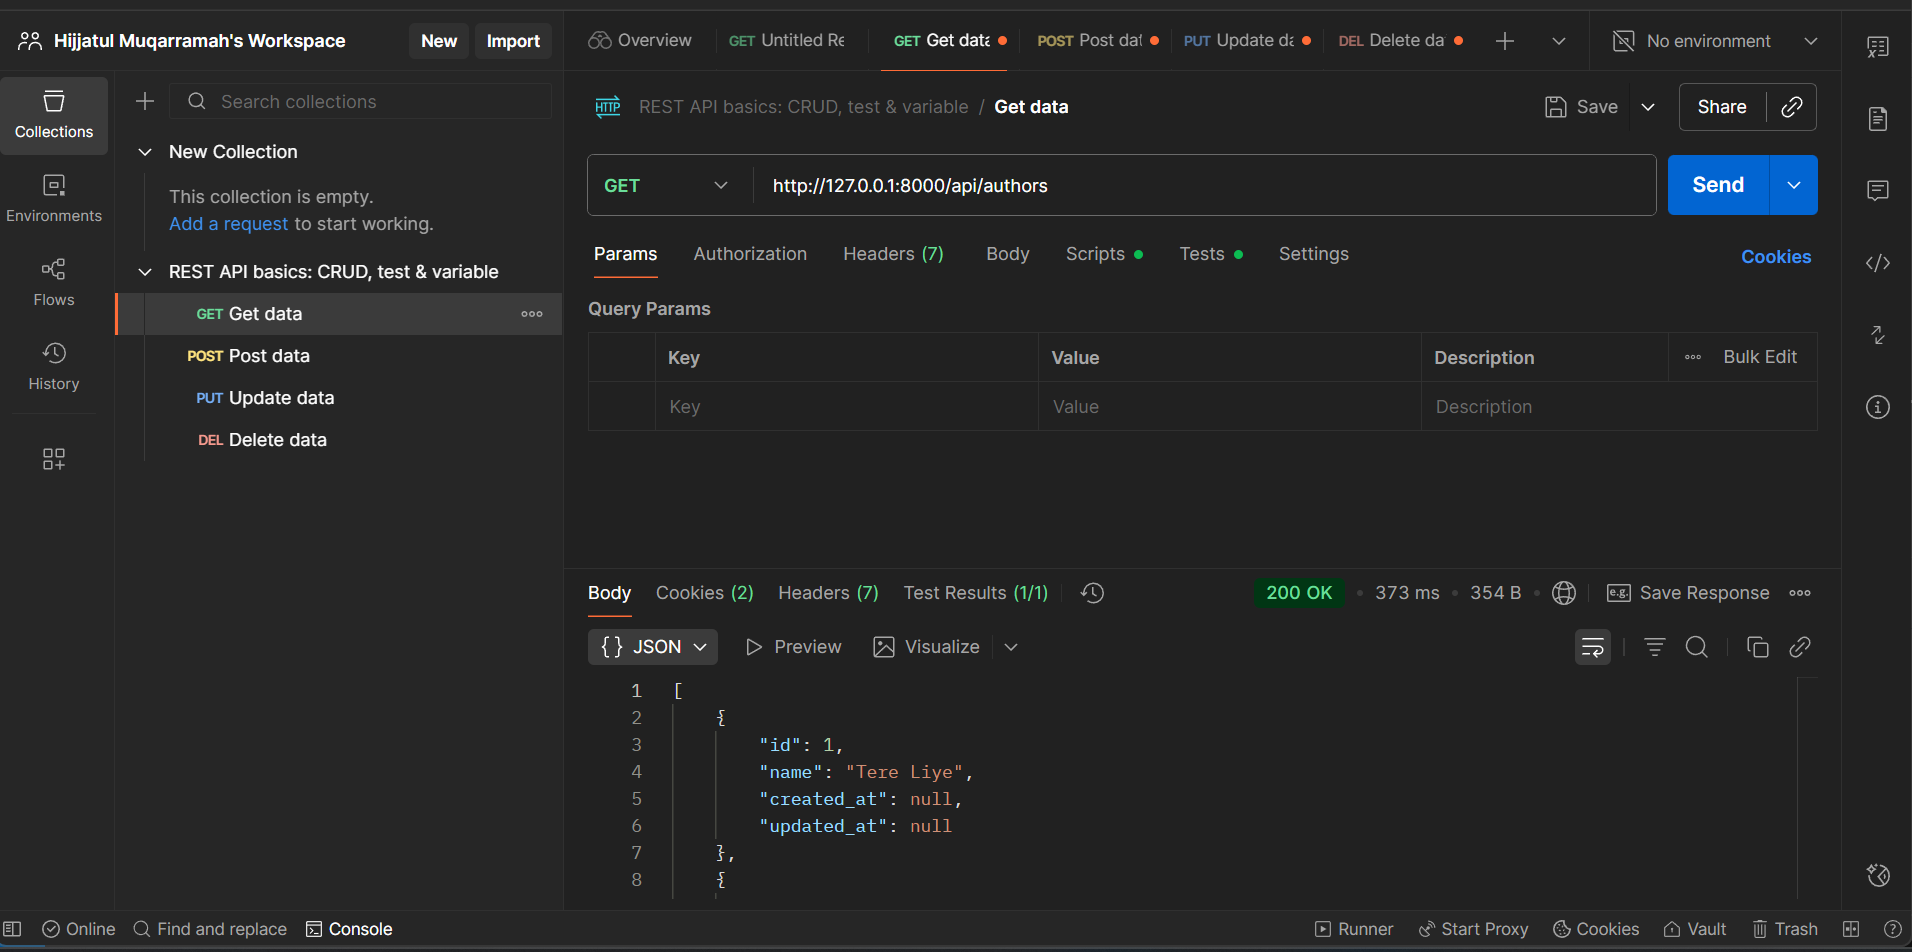 Hijjatul Muqarramah's Workspace
New
Import
Overview
GET Untitled Re
GET Get data
POST Post dat
PUT Update da
DEL Delete da
No environment
Collections
Environments
Flows
History
Search collections
New Collection
This collection is empty.
Add a request to start working.
REST API basics: CRUD, test & variable
GET Get data
POST Post data
PUT Update data
DEL Delete data
HTTP REST API basics: CRUD, test & variable / Get data
Save
Share
GET http://127.0.0.1:8000/api/authors
Send
Params Authorization Headers (7) Body Scripts Tests Settings
Cookies
Query Params
Key Value Description Bulk Edit
Key Value Description
Body Cookies (2) Headers (7) Test Results (1/1)
200 OK • 373 ms • 354 B • e.g. Save Response
{} JSON Preview Visualize
1 [
2 {
3 "id": 1,
4 "name": "Tere Liye",
5 "created_at": null,
6 "updated_at": null
7 },
8 {
Online Find and replace Console
Runner Start Proxy Cookies Vault Trash